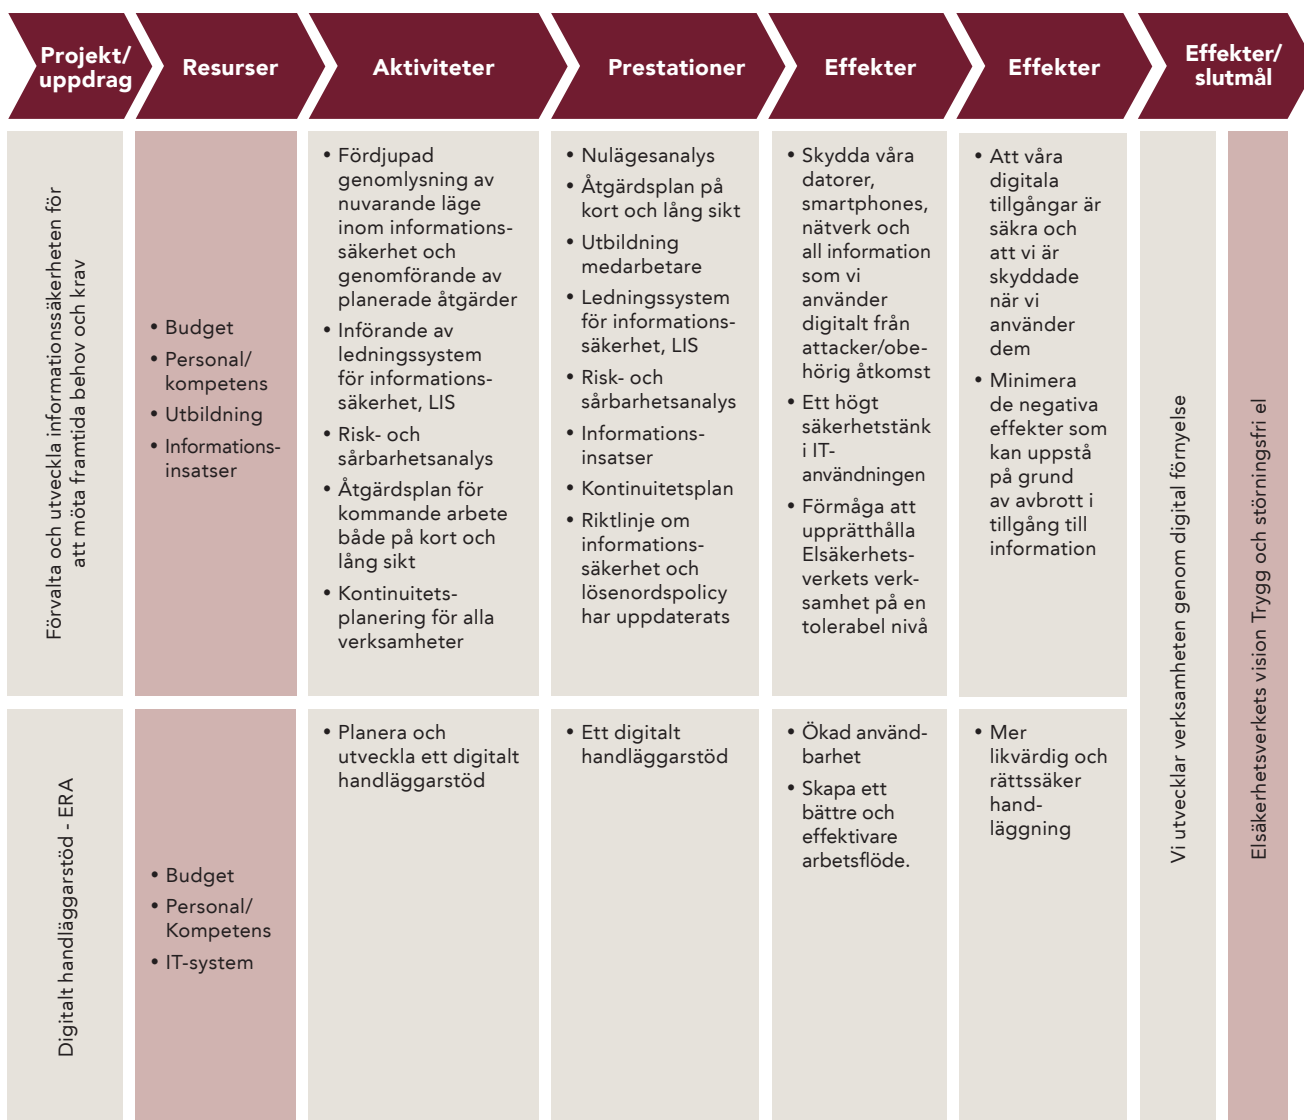 Projekt/
uppdrag
Resurser
Aktiviteter
Prestationer
Effekter
Effekter
Effekter/
slutmål
Förvalta och utveckla informationssäkerheten för
att möta framtida behov och krav
• Budget
• Personal/
kompetens
• Utbildning
• Informations-
insatser
• Fördjupad
genomlysning av
nuvarande läge
inom informations-
säkerhet och
genomförande av
planerade åtgärder
• Införande av
ledningssystem
för informations-
säkerhet, LIS
• Risk- och
sårbarhetsanalys
• Åtgärdsplan för
kommande arbete
både på kort och
lång sikt
• Kontinuitets-
planering för alla
verksamheter
• Nulägesanalys
• Åtgärdsplan på
kort och lång sikt
• Utbildning
medarbetare
• Ledningssystem
för informations-
säkerhet, LIS
• Risk- och
sårbarhetsanalys
• Informations-
insatser
• Kontinuitetsplan
• Riktlinje om
informations-
säkerhet och
lösenordspolicy
har uppdaterats
• Skydda våra
datorer,
smartphones,
nätverk och
all information
som vi
använder
digitalt från
attacker/obe-
hörig åtkomst
• Ett högt
säkerhetstänk
i IT-
användningen
• Förmåga att
upprätthålla
Elsäkerhets-
verkets verk-
samhet på en
tolerabel nivå
• Att våra
digitala
tillgångar är
säkra och
att vi är
skyddade
när vi
använder
dem
• Minimera
de negativa
effekter som
kan uppstå
på grund
av avbrott i
tillgång till
information
Vi utvecklar verksamheten genom digital förnyelse
Elsäkerhetsverkets vision Trygg och störningsfri el
Digitalt handläggarstöd - ERA
• Budget
• Personal/
Kompetens
• IT-system
• Planera och
utveckla ett digitalt
handläggarstöd
• Ett digitalt
handläggarstöd
• Ökad använd-
barhet
• Skapa ett
bättre och
effektivare
arbetsflöde.
• Mer
likvärdig och
rättssäker
hand-
läggning